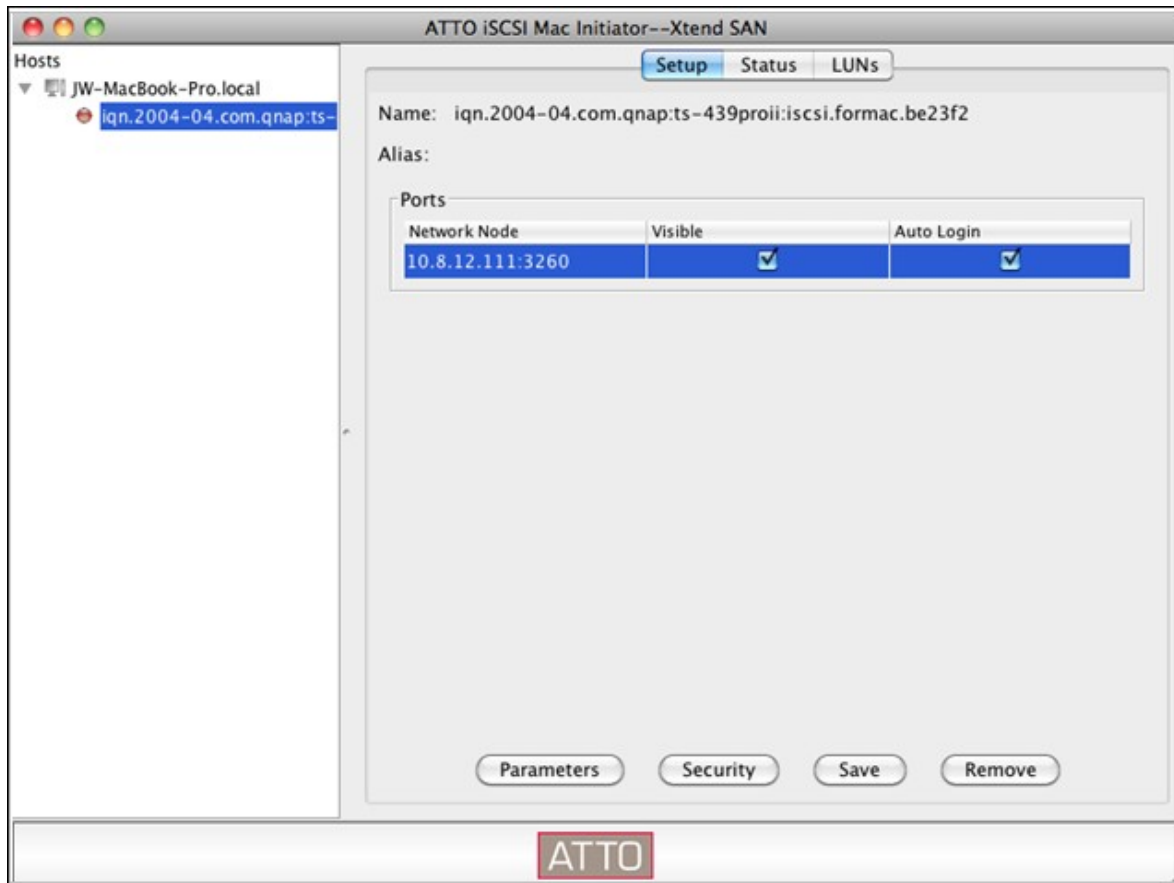 ATTO iSCSI Mac Initiator--Xtend SAN
Hosts
JW-MacBook-Pro.local
iqn.2004-04.com.qnap:ts-
Setup Status LUNs
Name: iqn.2004-04.com.qnap:ts-439proii:iscsi.formac.be23f2
Alias:
Ports
Network Node Visible Auto Login
10.8.12.111:3260
Parameters Security Save Remove
ATTO